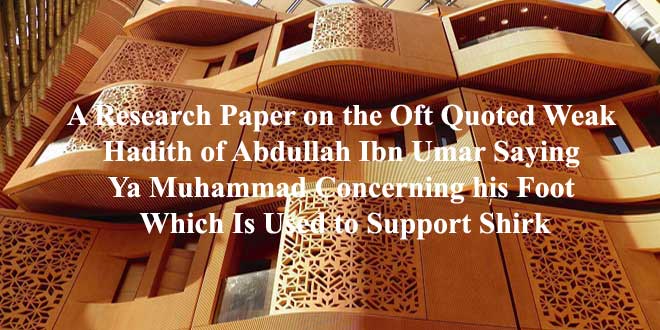 A Research Paper on the Oft Quoted Weak
Hadith of Abdullah Ibn Umar Saying
Ya Muhammad Concerning his Foot
Which Is Used to Support Shirk